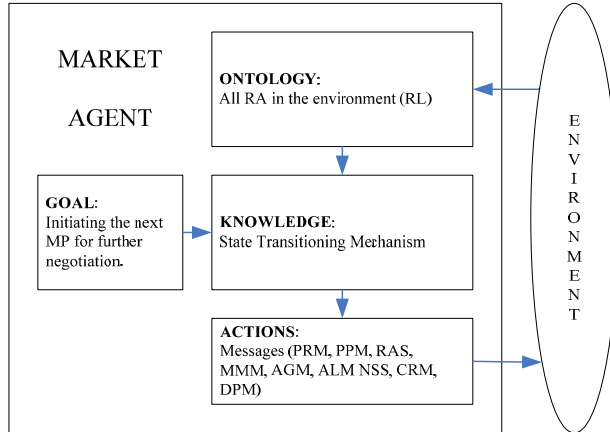 MARKET
AGENT
ONTOLOGY:
All RA in the environment (RL)
GOAL:
Initiating the next
MP for further
negotiation.
KNOWLEDGE:
State Transitioning Mechanism
ACTIONS:
Messages (PRM, PPM, RAS,
MMM, AGM, ALM NSS, CRM,
DPM)
ENVIRONMENT